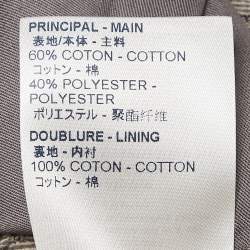 PRINCIPAL - MAIN
表地/本体 - 主料
60% COTON - COTTON
コットン - 棉
40% POLYESTER -
POLYESTER
ポリエステル - 聚酯纤维
DOUBLURE - LINING
裏地 - 内衬
100% COTON - COTTON
コットン - 棉